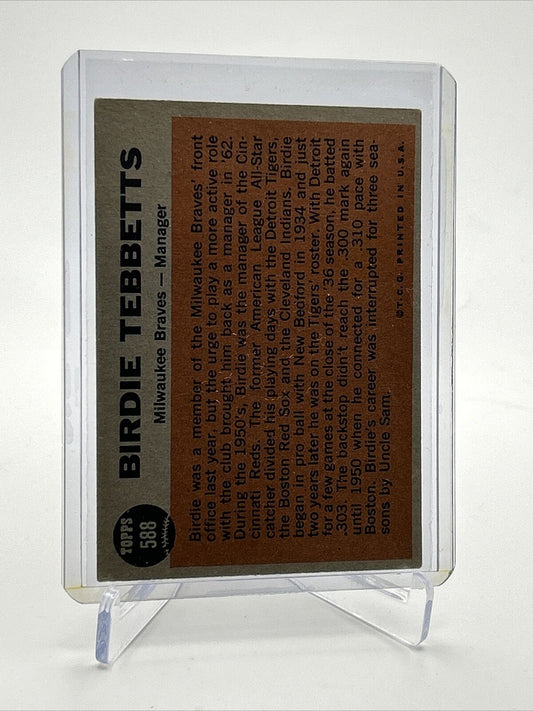 TOPPS
588
BIRDIE TEBBETTS
Milwaukee Braves — Manager
Birdie was a member of the Milwaukee Braves' front
office last year, but the urge to play a more active role
with the club brought him back as a manager in '62.
During the 1950's, Birdie was the manager of the Cin-
cinnati Reds. The former American League All-Star
catcher divided his playing days with the Detroit Tigers,
the Boston Red Sox and the Cleveland Indians. Birdie
began in pro ball with New Bedford in 1934 and just
two years later he was on the Tigers' roster. With Detroit
for a few games at the close of the '36 season, he batted
.303. The backstop didn't reach the .300 mark again
until 1950 when he connected for a .310 pace with
Boston. Birdie's career was interrupted for three sea-
sons by Uncle Sam.
©T.C.G. PRINTED IN U.S.A.